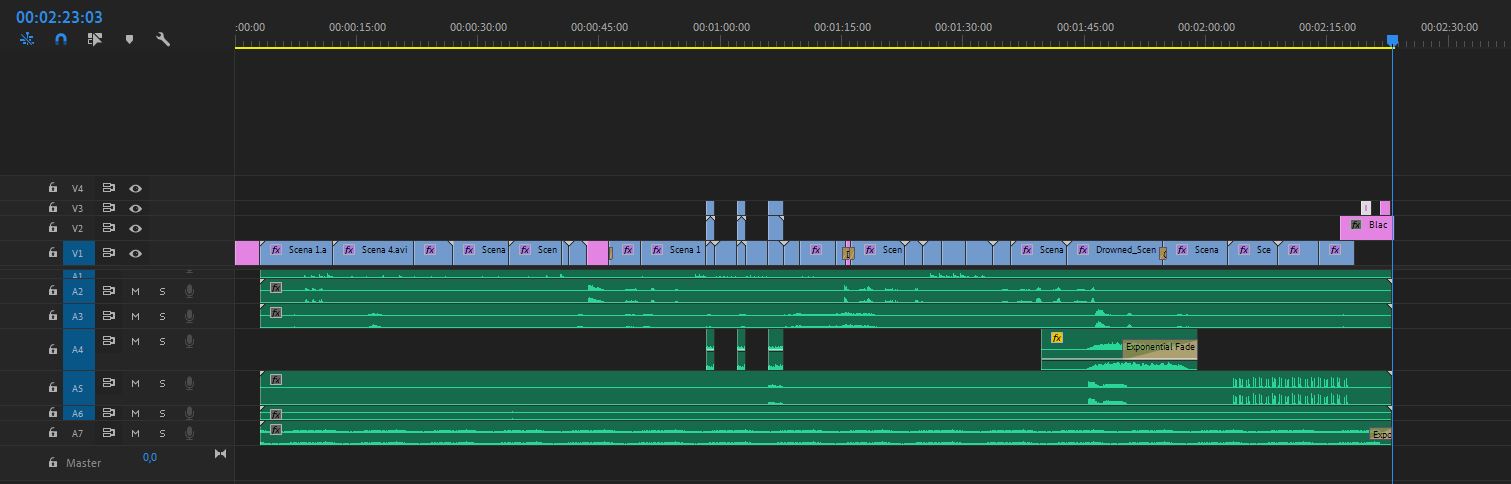 00:02:23:03
:00:00 00:00:15:00 00:00:30:00 00:00:45:00 00:01:00:00 00:01:15:00 00:01:30:00 00:01:45:00 00:02:00:00 00:02:15:00 00:02:30:00
V4
V3
V2 fx Blac
V1 fx Scena 1.a fx Scena 4.avi fx fx Scena fx Scen fx fx Scena 1 fx fx Scen fx Scena fx Drowned_Scen fx Scena fx Sce fx fx
A1
A2 M S fx
A3 M S fx
A4 M S fx Exponential Fade
A5 M S fx
A6 M S fx
A7 M S fx Expo
Master 0,0